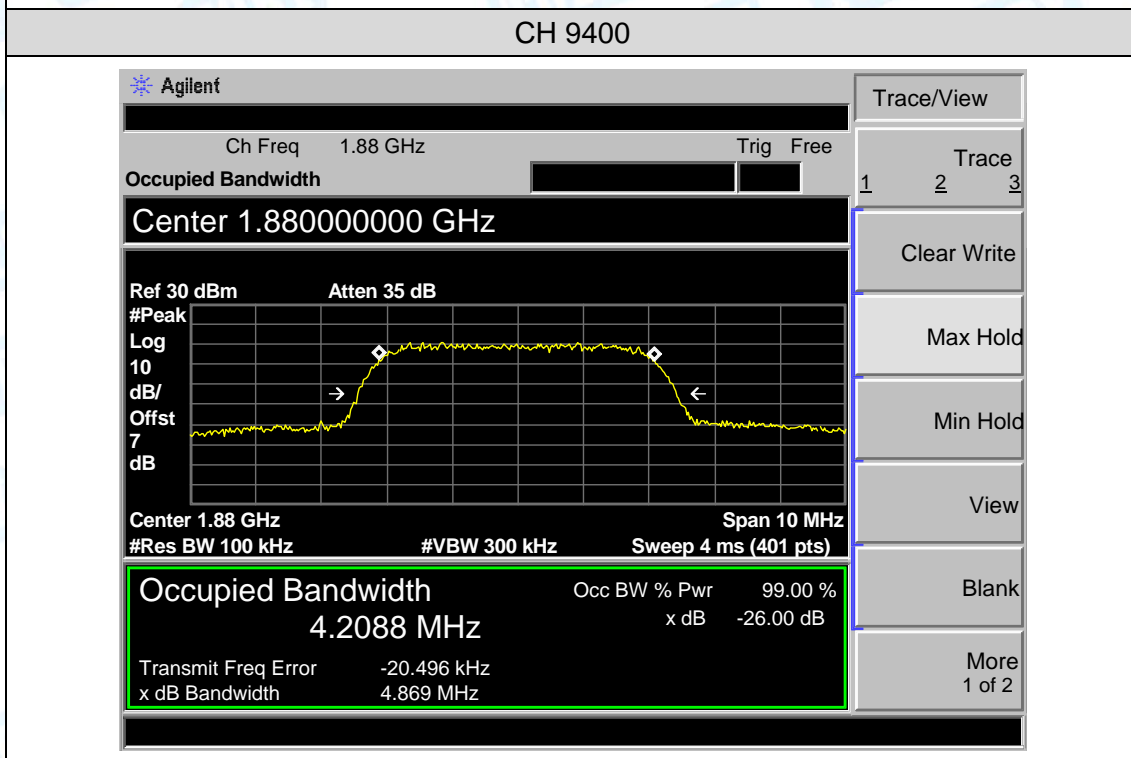 CH 9400
Agilent
Trace/View
Ch Freq 1.88 GHz Trig Free
Occupied Bandwidth
Trace
1 2 3
Center 1.880000000 GHz
Clear Write
Ref 30 dBm Atten 35 dB
#Peak
Log
10
dB/
Offst
7
dB
Max Hold
Min Hold
View
Center 1.88 GHz Span 10 MHz
#Res BW 100 kHz #VBW 300 kHz Sweep 4 ms (401 pts)
Occupied Bandwidth Occ BW % Pwr 99.00 %
4.2088 MHz x dB -26.00 dB
Transmit Freq Error -20.496 kHz
x dB Bandwidth 4.869 MHz
Blank
More
1 of 2